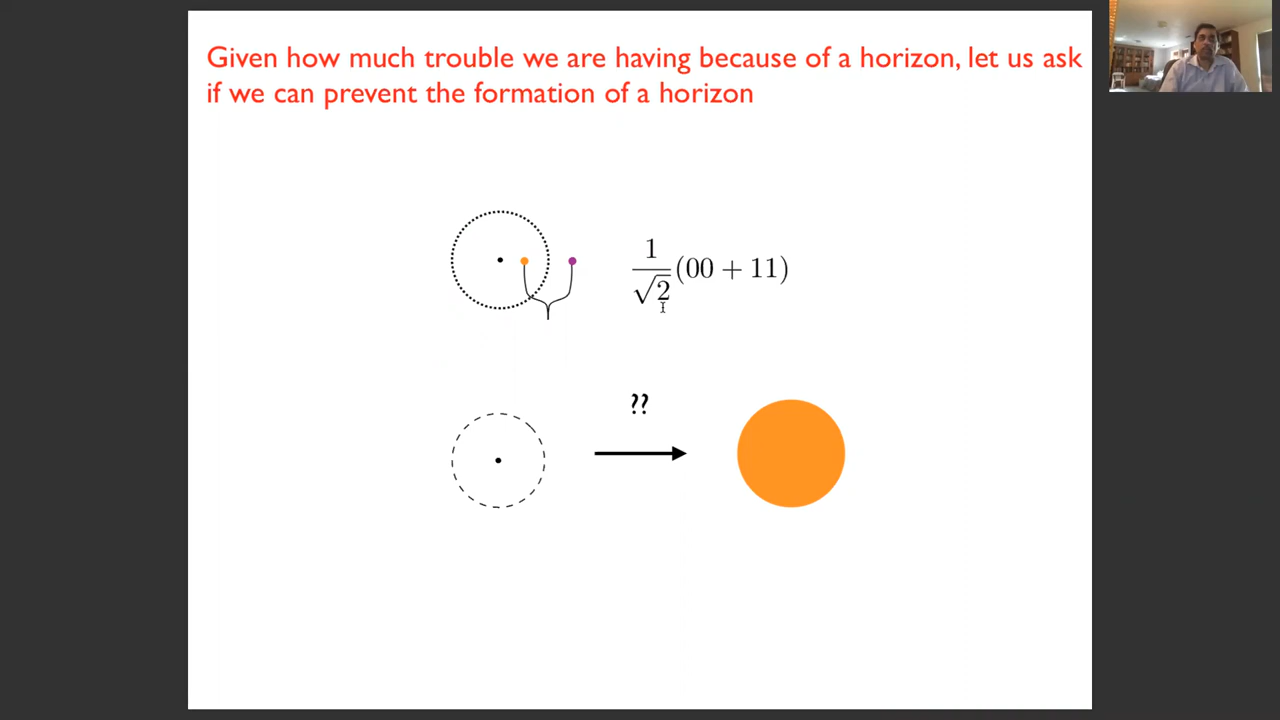 Given how much trouble we are having because of a horizon, let us ask
if we can prevent the formation of a horizon
1/√2 (00 + 11)
??